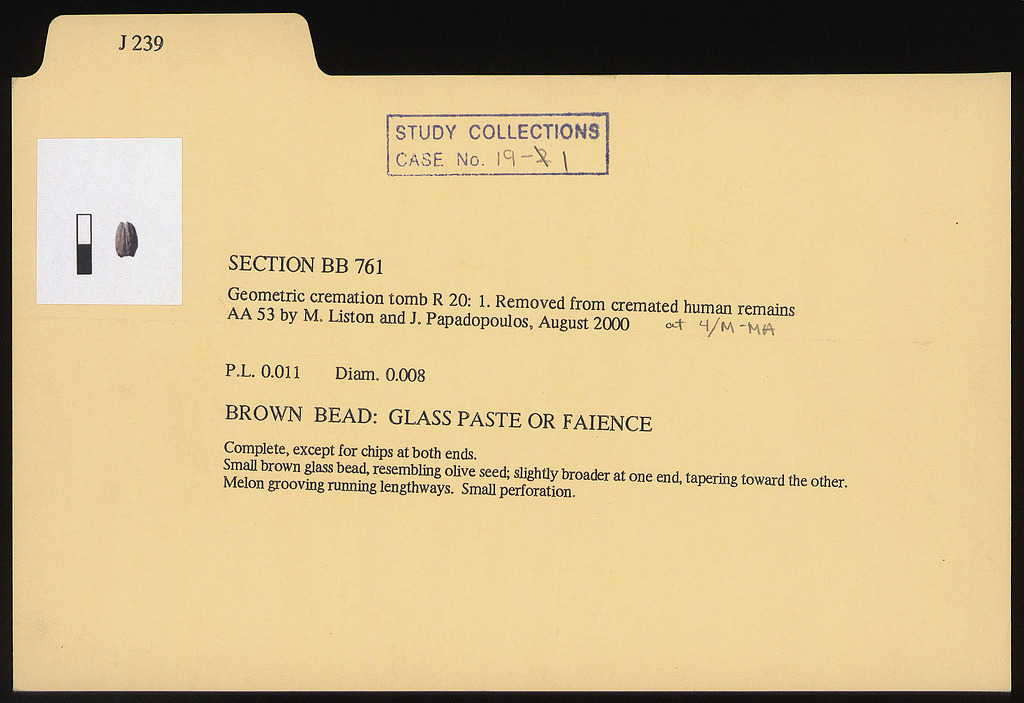 J 239
STUDY COLLECTIONS
CASE No. 19-1
SECTION BB 761
Geometric cremation tomb R 20: 1. Removed from cremated human remains
AA 53 by M. Liston and J. Papadopoulos, August 2000 at 4/M-MA
P.L. 0.011 Diam. 0.008
BROWN BEAD: GLASS PASTE OR FAIENCE
Complete, except for chips at both ends.
Small brown glass bead, resembling olive seed; slightly broader at one end, tapering toward the other.
Melon grooving running lengthways. Small perforation.